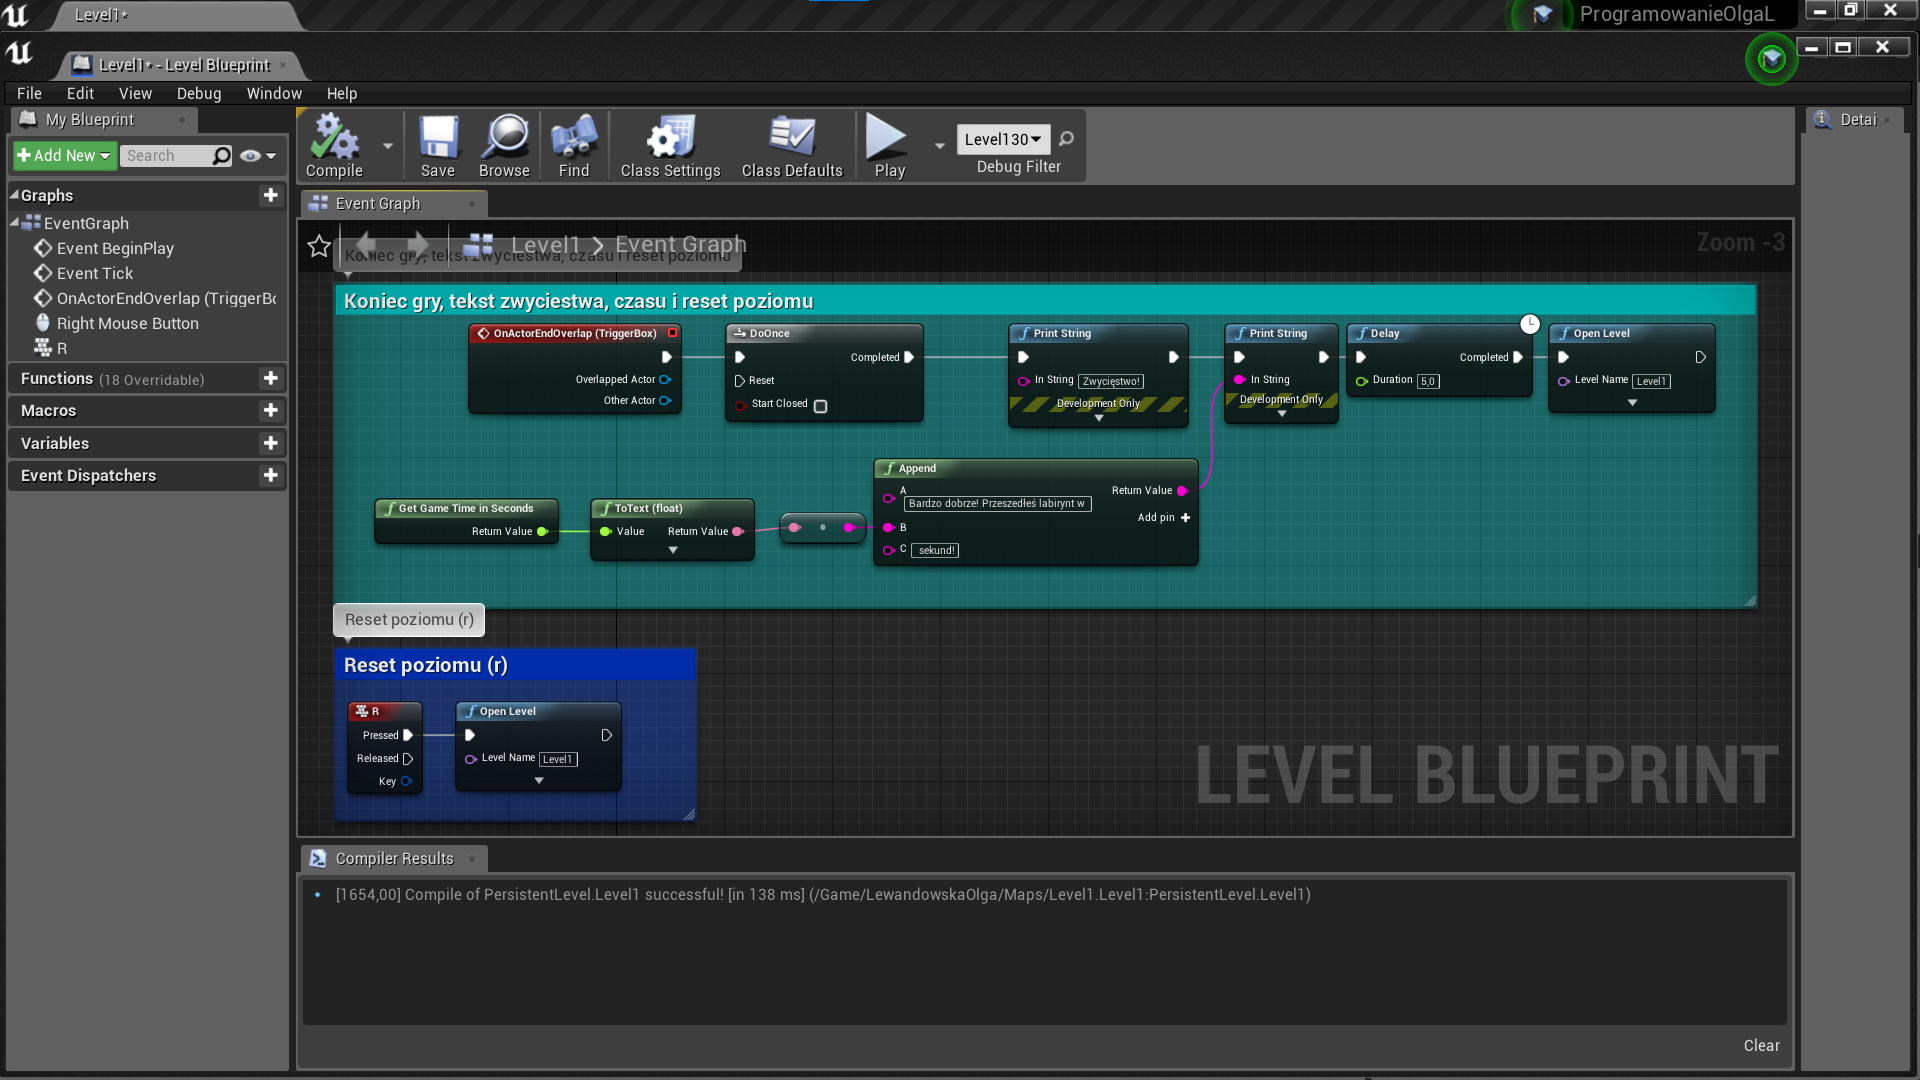 Level1*
ProgramowanieOlgaL
Level1* - Level Blueprint
File Edit View Debug Window Help
My Blueprint
Detai
Add New
Search
Compile
Save
Browse
Find
Class Settings
Class Defaults
Play
Level130
Debug Filter
Graphs
EventGraph
Event BeginPlay
Event Tick
OnActorEndOverlap (TriggerBo
Right Mouse Button
R
Functions (18 Overridable)
Macros
Variables
Event Dispatchers
Event Graph
Level1 > Event Graph
Zoom -3
Koniec gry, tekst zwyciestwa, czasu i reset poziomu
Koniec gry, tekst zwyciestwa, czasu i reset poziomu
OnActorEndOverlap (TriggerBox)
Overlapped Actor
Other Actor
DoOnce
Completed
Reset
Start Closed
Print String
In String Zwycięstwo!
Development Only
Print String
In String
Development Only
Delay
Completed
Duration 5,0
Open Level
Level Name Level1
Get Game Time in Seconds
Return Value
ToText (float)
Value Return Value
Append
A
Bardzo dobrze! Przeszedłeś labirynt w
Return Value
B
Add pin +
C sekund!
Reset poziomu (r)
Reset poziomu (r)
R
Pressed
Released
Key
Open Level
Level Name Level1
LEVEL BLUEPRINT
Compiler Results
[1654,00] Compile of PersistentLevel.Level1 successful! [in 138 ms] (/Game/LewandowskaOlga/Maps/Level1.Level1:PersistentLevel.Level1)
Clear